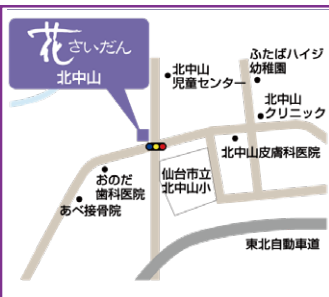 花さいだん
北中山
北中山
児童センター
ふたばハイジ
幼稚園
北中山
クリニック
北中山皮膚科医院
おのだ
歯科医院
あべ接骨院
仙台市立
北中山小
東北自動車道